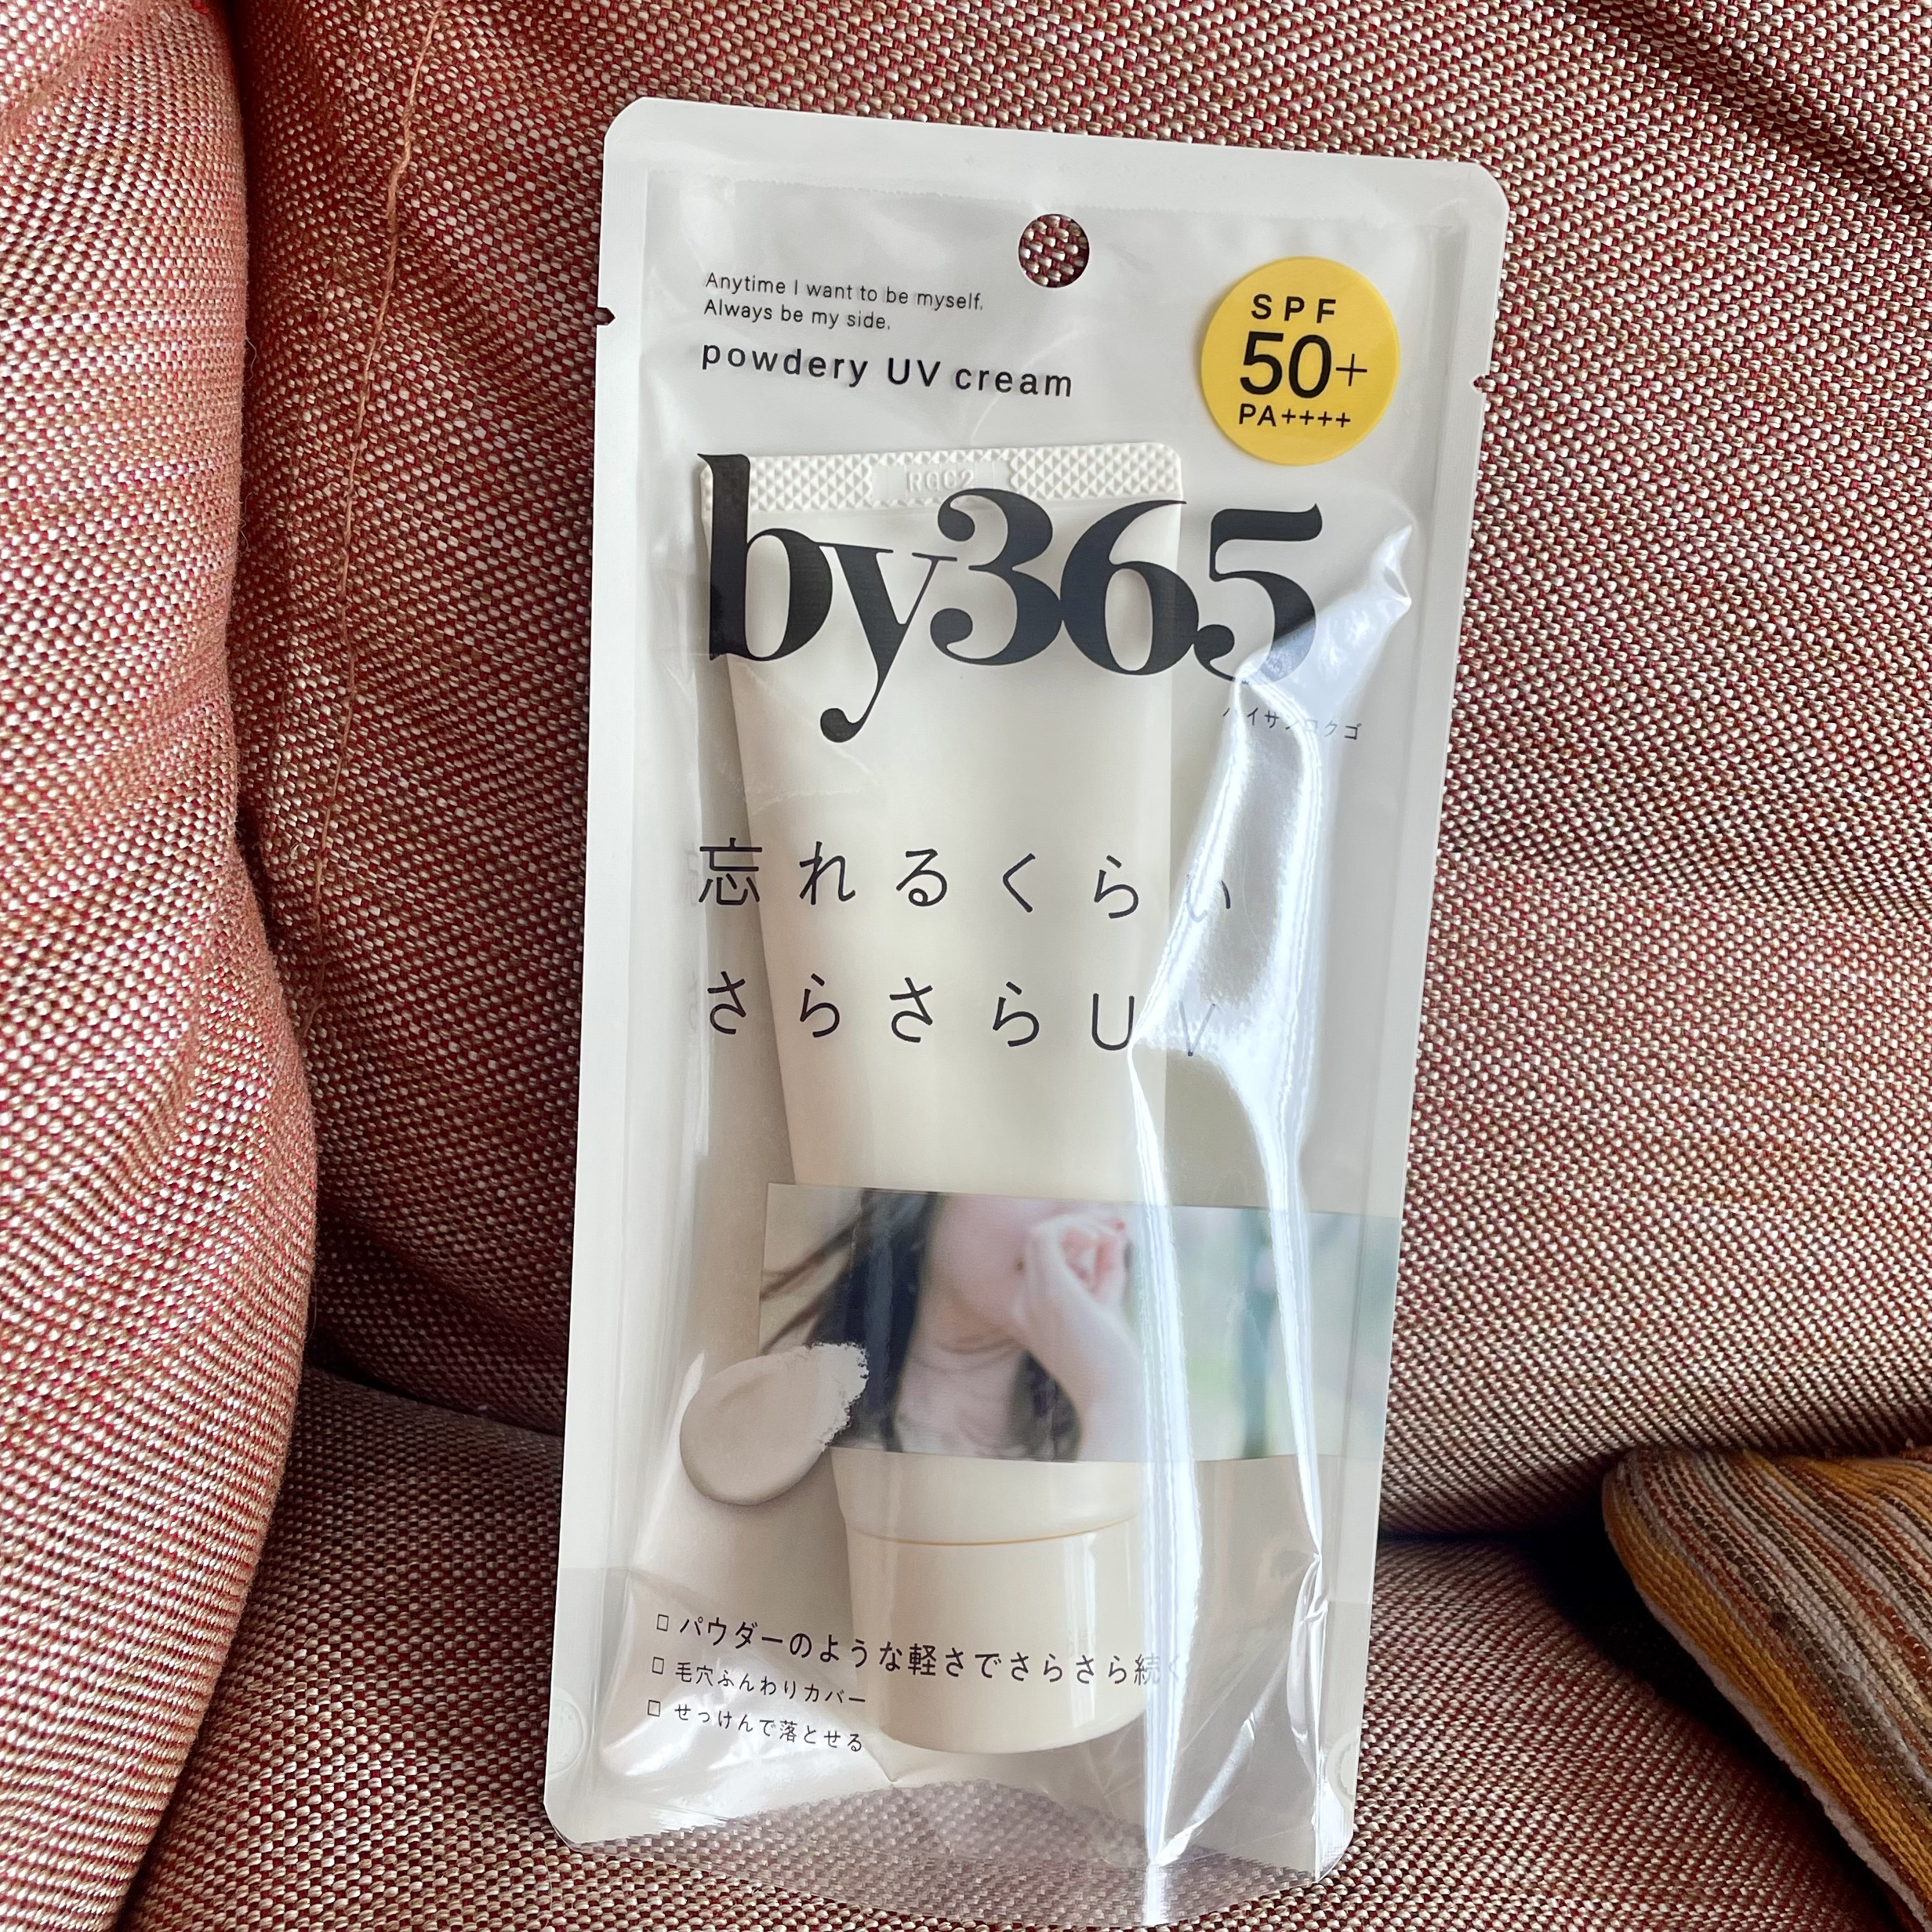 Anytime I want to be myself.
Always be my side.
powdery UV cream
SPF
50+
PA++++
RGC2
by365
バイサンロクゴ
忘れるくらい
さらさらUV
□ パウダーのような軽さでさらさら続く
□ 毛穴ふんわりカバー
□ せっけんで落とせる